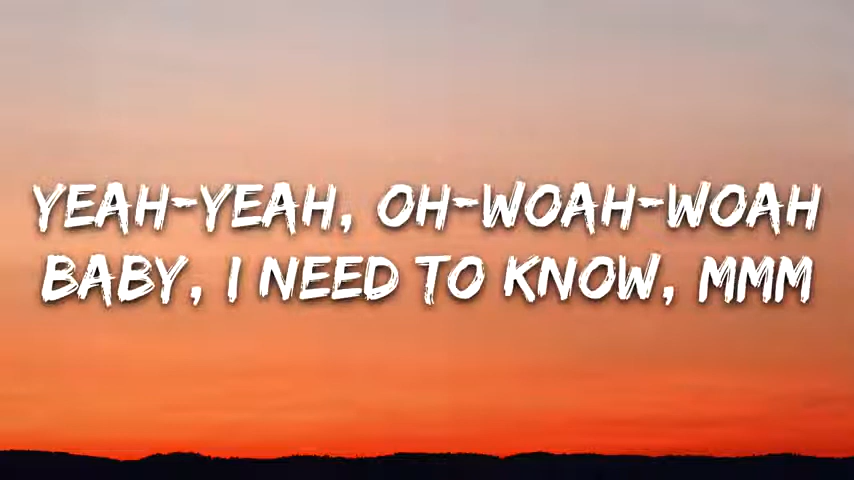 YEAH-YEAH, OH-WOAH-WOAH
BABY, I NEED TO KNOW, MMM